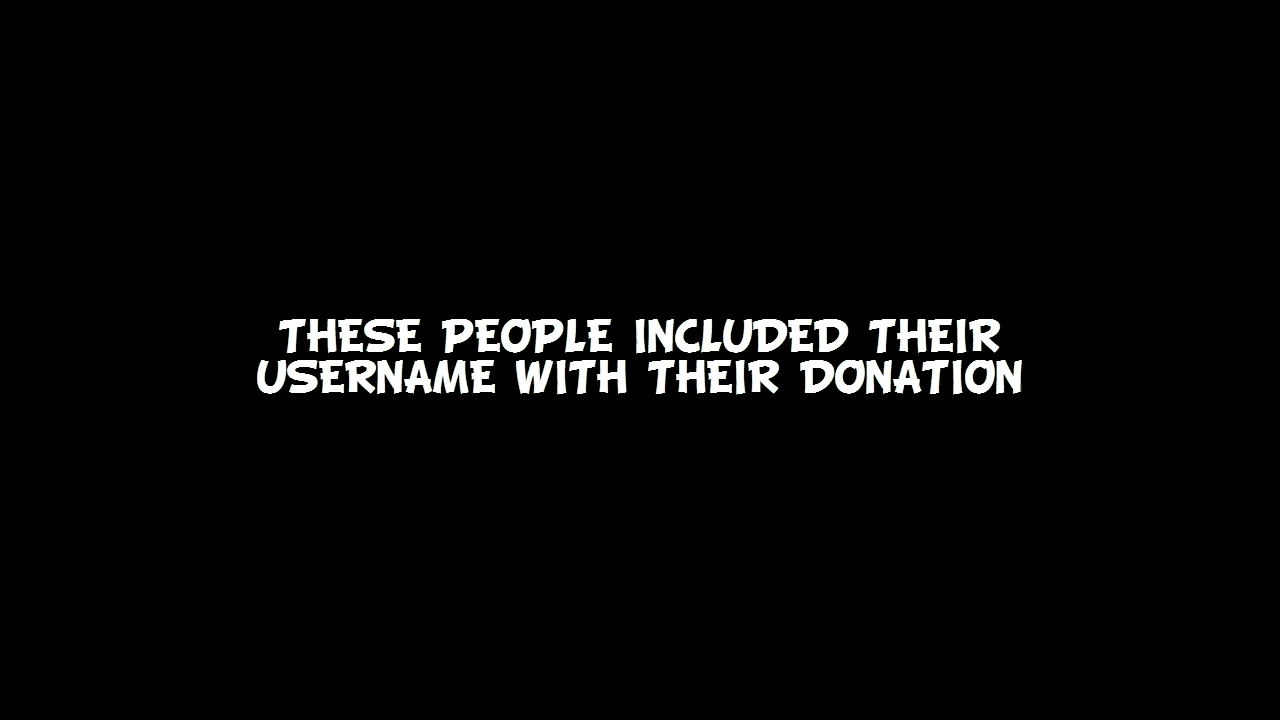 THESE PEOPLE INCLUDED THEIR
USERNAME WITH THEIR DONATION